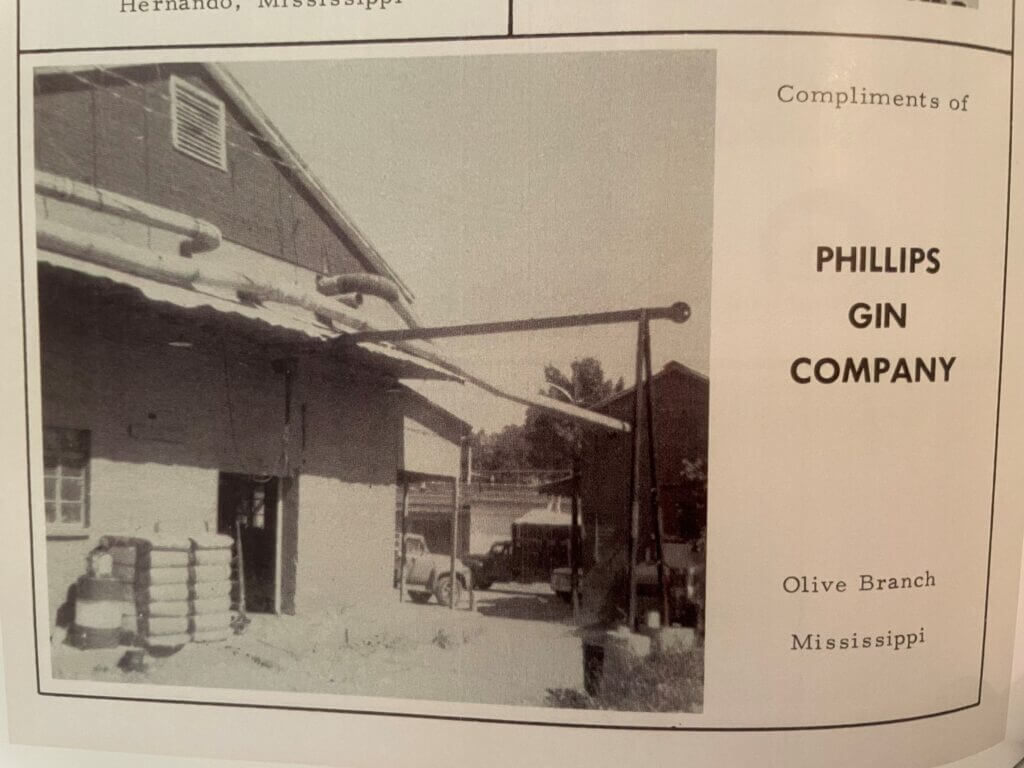 Hernando, Mississippi
Compliments of
PHILLIPS
GIN
COMPANY
Olive Branch
Mississippi